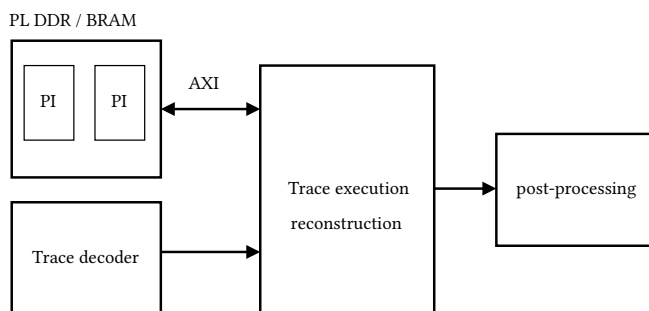 PL DDR / BRAM
PI
PI
AXI
Trace execution
reconstruction
post-processing
Trace decoder